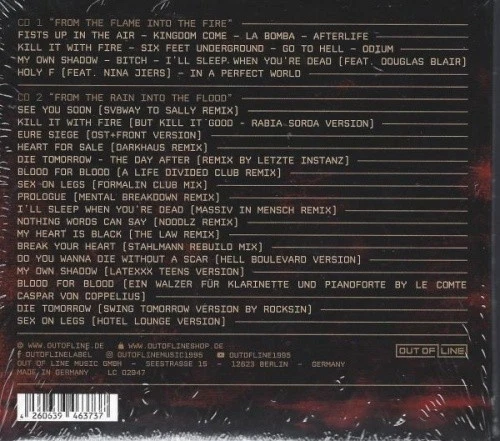 CD 1 "FROM THE FLAME INTO THE FIRE"
FISTS UP IN THE AIR - KINGDOM COME - LA BOMBA - AFTERLIFE
KILL IT WITH FIRE - SIX FEET UNDERGROUND - GO TO HELL - ODIUM
MY OWN SHADOW - BITCH - I'LL SLEEP WHEN YOU'RE DEAD [FEAT. DOUGLAS BLAIR]
HOLY F [FEAT. NINA JIERS] - IN A PERFECT WORLD
CD 2 "FROM THE RAIN INTO THE FLOOD"
SEE YOU SOON [SVBWAY TO SALLY REMIX]
KILL IT WITH FIRE [BUT KILL IT GOOD - RABIA SORDA VERSION]
EURE SIEGE [OST+FRONT VERSION]
HEART FOR SALE [DARKHAUS REMIX]
DIE TOMORROW - THE DAY AFTER [REMIX BY LETZTE INSTANZ]
BLOOD FOR BLOOD [A LIFE DIVIDED CLUB REMIX]
SEX ON LEGS [FORMALIN CLUB MIX]
PROLOGUE [MENTAL BREAKDOWN REMIX]
I'LL SLEEP WHEN YOU'RE DEAD [MASSIV IN MENSCH REMIX]
NOTHING WORDS CAN SAY [NOODLZ REMIX]
MY HEART IS BLACK [THE LAW REMIX]
BREAK YOUR HEART [STAHLMANN REBUILD MIX]
DO YOU WANNA DIE WITHOUT A SCAR [HELL BOULEVARD VERSION]
MY OWN SHADOW [LATEXXX TEENS VERSION]
BLOOD FOR BLOOD [EIN WALZER FÜR KLARINETTE UND PIANOFORTE BY LE COMTE
CASPAR VON COPPELIUS]
DIE TOMORROW [SWING TOMORROW VERSION BY ROCKSIN]
SEX ON LEGS [HOTEL LOUNGE VERSION]
WWW.OUTOFLINE.DE WWW.OUTOFLINESHOP.DE
OUTOFLINELABEL OUTOFLINEMUSIC1995 OUTOFLINE1995
OUT OF LINE MUSIC GMBH - SEESTRASSE 15 - 12623 BERLIN - GERMANY
MADE IN GERMANY LC 02947
OUT OF LINE
4 260639 463737